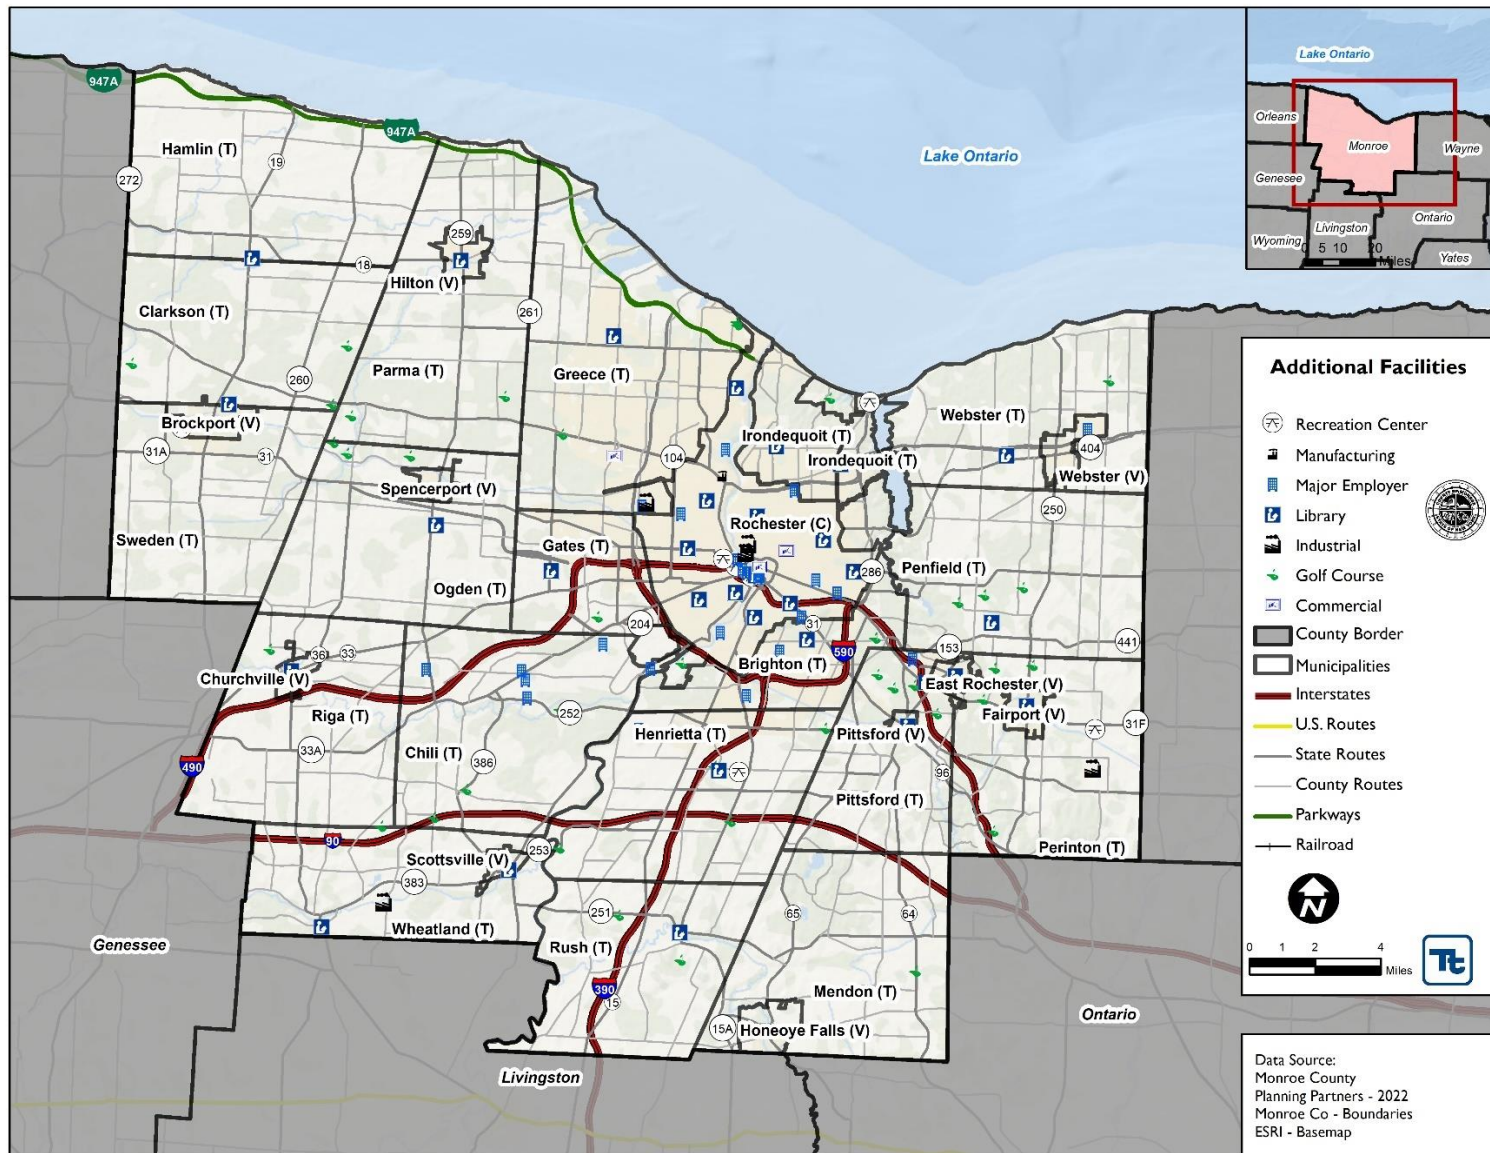 947A
947A
Hamlin (T)
19
272
Lake Ontario
259
18
Hilton (V)
Clarkson (T)
261
260
Parma (T)
Greece (T)
Brockport (V)
31A
31
Spencerport (V)
104
Irondequoit (T)
Irondequoit (T)
Webster (T)
404
Webster (V)
250
Sweden (T)
Rochester (C)
Gates (T)
Ogden (T)
286
Penfield (T)
204
31
590
153
441
Brighton (T)
36
33
Churchville (V)
East Rochester (V)
Riga (T)
252
Fairport (V)
31F
Henrietta (T)
Pittsford (V)
33A
Chili (T)
386
490
96
Pittsford (T)
90
Scottsville (V)
253
Perinton (T)
383
Wheatland (T)
251
Rush (T)
65
64
Genessee
390
15
Mendon (T)
15A
Honeoye Falls (V)
Ontario
Livingston
Lake Ontario
Orleans
Monroe
Wayne
Genesee
Livingston
Ontario
Wyoming
Yates
0 5 10 20
Miles
Additional Facilities
Recreation Center
Manufacturing
Major Employer
Library
Industrial
Golf Course
Commercial
County Border
Municipalities
Interstates
U.S. Routes
State Routes
County Routes
Parkways
Railroad
N
0 1 2 4
Miles
Tt
Data Source:
Monroe County
Planning Partners - 2022
Monroe Co - Boundaries
ESRI - Basemap